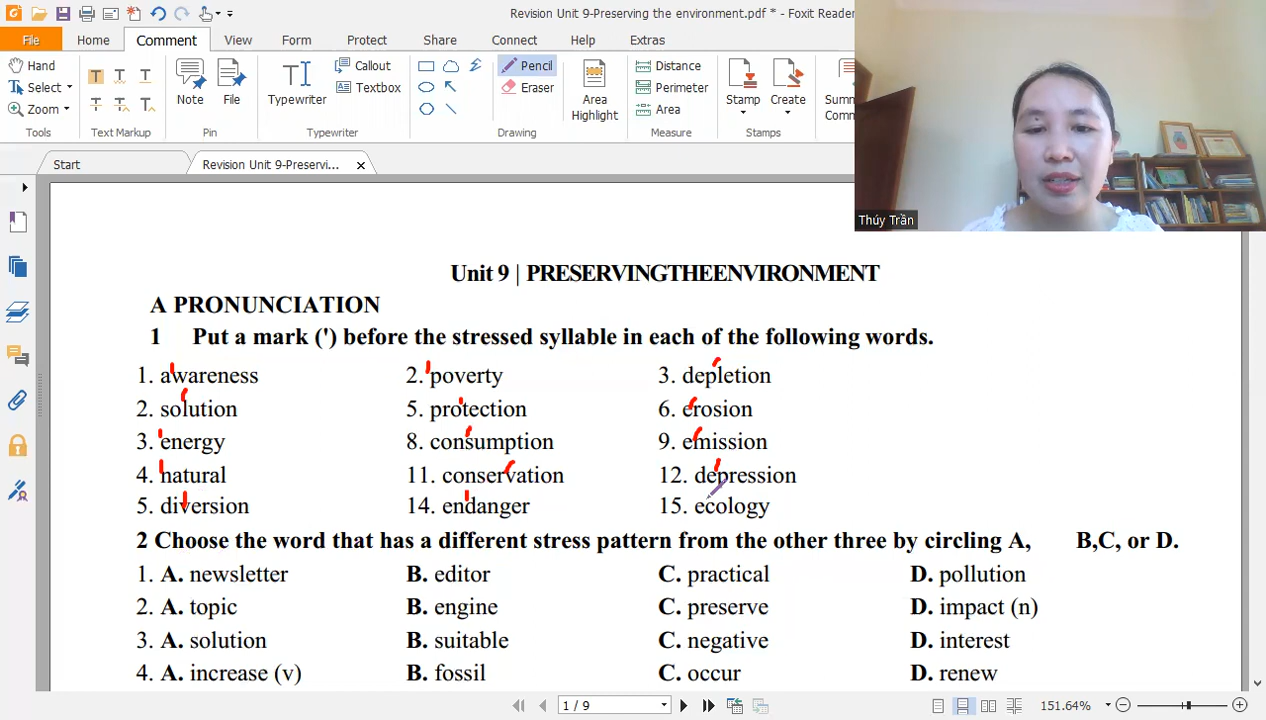 Revision Unit 9-Preserving the environment.pdf * - Foxit Reade
File Home Comment View Form Protect Share Connect Help Extras
Hand Select Zoom Tools
Text Markup
Note File Pin
Typewriter Callout Textbox Typewriter
Pencil Eraser Area Highlight Drawing
Distance Perimeter Area Measure
Stamp Create Stamps
Summ Comm
Start Revision Unit 9-Preservi...
Thúy Trần
Unit 9 | PRESERVINGTHEENVIRONMENT
A PRONUNCIATION
1 Put a mark (') before the stressed syllable in each of the following words.
1. awareness 2. poverty 3. depletion
2. solution 5. protection 6. erosion
3. energy 8. consumption 9. emission
4. natural 11. conservation 12. depression
5. diversion 14. endanger 15. ecology
2 Choose the word that has a different stress pattern from the other three by circling A, B,C, or D.
1. A. newsletter B. editor C. practical D. pollution
2. A. topic B. engine C. preserve D. impact (n)
3. A. solution B. suitable C. negative D. interest
4. A. increase (v) B. fossil C. occur D. renew
1 / 9 151.64%